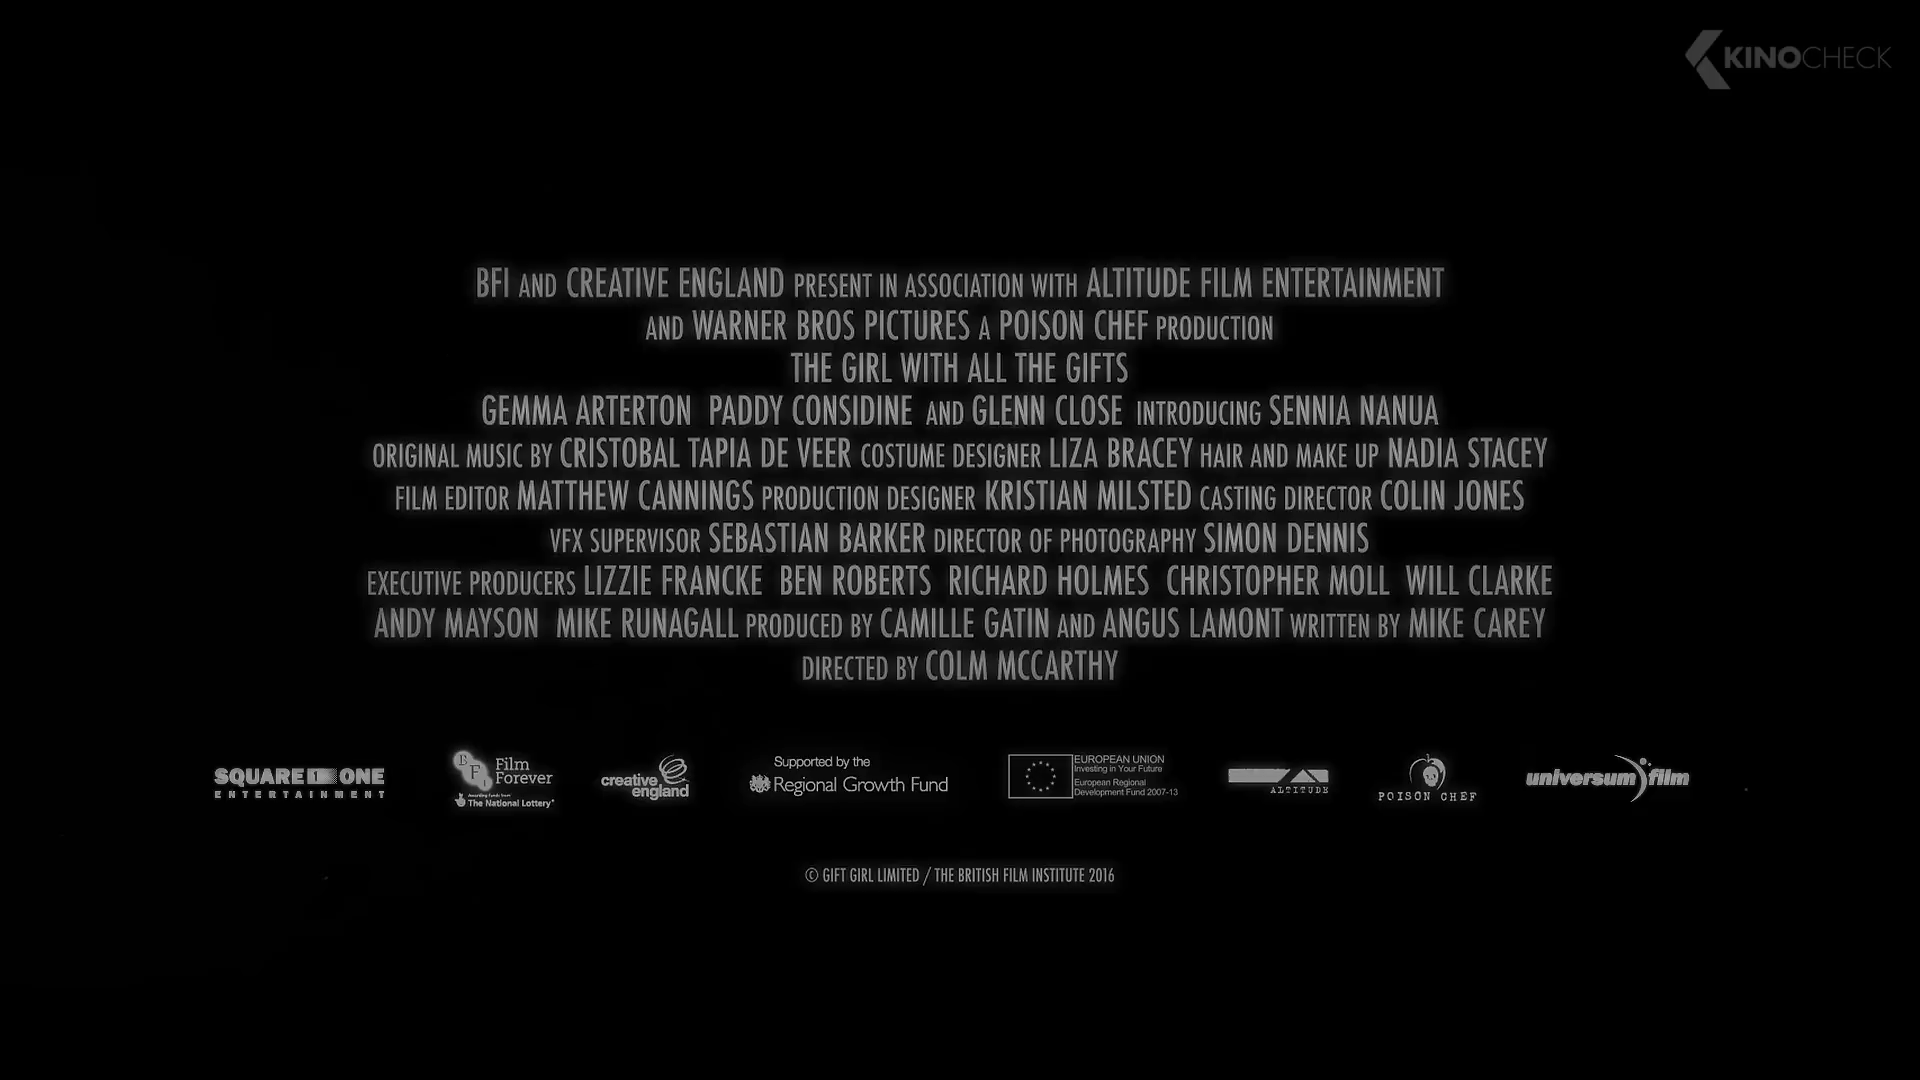 KINOCHECK
BFI AND CREATIVE ENGLAND PRESENT IN ASSOCIATION WITH ALTITUDE FILM ENTERTAINMENT
AND WARNER BROS PICTURES A POISON CHEF PRODUCTION
THE GIRL WITH ALL THE GIFTS
GEMMA ARTERTON PADDY CONSIDINE AND GLENN CLOSE INTRODUCING SENNIA NANUA
ORIGINAL MUSIC BY CRISTOBAL TAPIA DE VEER COSTUME DESIGNER LIZA BRACEY HAIR AND MAKE UP NADIA STACEY
FILM EDITOR MATTHEW CANNINGS PRODUCTION DESIGNER KRISTIAN MILSTED CASTING DIRECTOR COLIN JONES
VFX SUPERVISOR SEBASTIAN BARKER DIRECTOR OF PHOTOGRAPHY SIMON DENNIS
EXECUTIVE PRODUCERS LIZZIE FRANCKE BEN ROBERTS RICHARD HOLMES CHRISTOPHER MOLL WILL CLARKE
ANDY MAYSON MIKE RUNAGALL PRODUCED BY CAMILLE GATIN AND ANGUS LAMONT WRITTEN BY MIKE CAREY
DIRECTED BY COLM MCCARTHY
SQUARE ONE
ENTERTAINMENT
BFI
Film
Forever
Awarding funds from
The National Lottery
creative
england
Supported by the
Regional Growth Fund
EUROPEAN UNION
Investing in Your Future
European Regional
Development Fund 2007-13
ALTITUDE
POISON CHEF
universum film
© GIFT GIRL LIMITED / THE BRITISH FILM INSTITUTE 2016